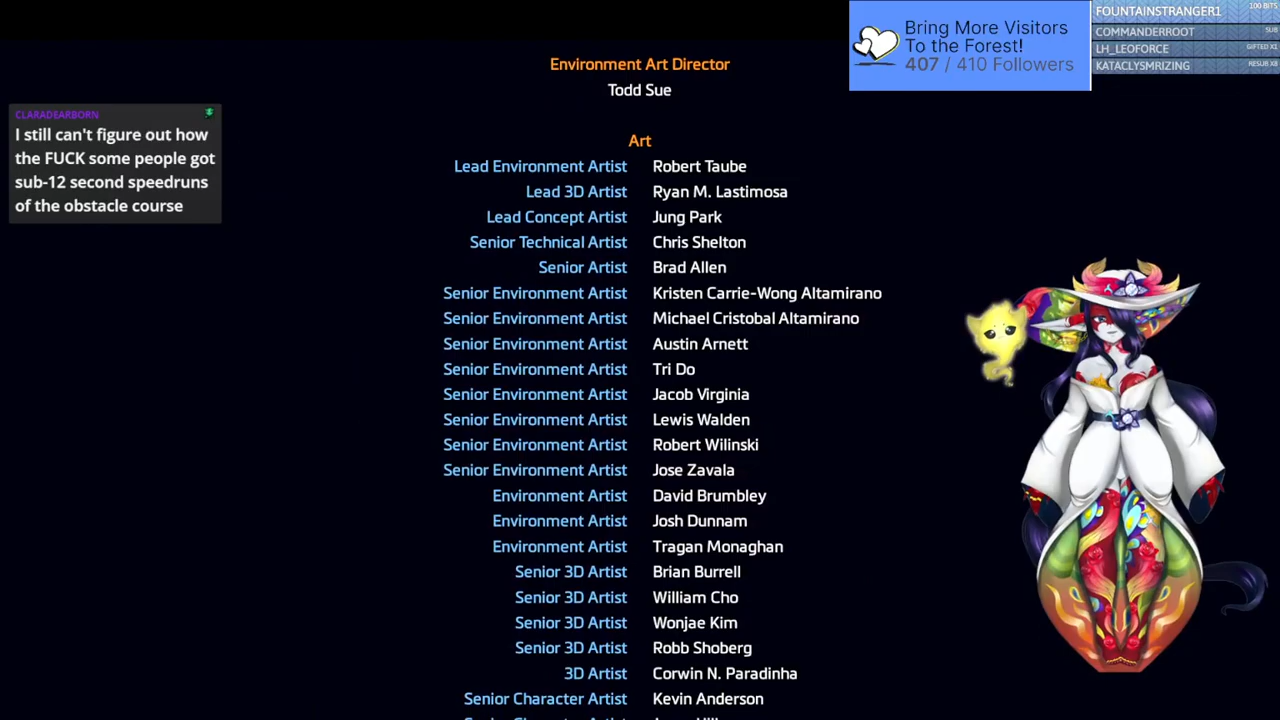 FOUNTAINSTRANGER1 100 BITS
COMMANDERROOT SUB
LH_LEOFORCE GIFTED X1
KATACLYSMRIZING RESUB X8
Bring More Visitors
To the Forest!
407 / 410 Followers
CLARADEARBORN
I still can't figure out how
the FUCK some people got
sub-12 second speedruns
of the obstacle course
Environment Art Director
Todd Sue
Art
Lead Environment Artist Robert Taube
Lead 3D Artist Ryan M. Lastimosa
Lead Concept Artist Jung Park
Senior Technical Artist Chris Shelton
Senior Artist Brad Allen
Senior Environment Artist Kristen Carrie-Wong Altamirano
Senior Environment Artist Michael Cristobal Altamirano
Senior Environment Artist Austin Arnett
Senior Environment Artist Tri Do
Senior Environment Artist Jacob Virginia
Senior Environment Artist Lewis Walden
Senior Environment Artist Robert Wilinski
Senior Environment Artist Jose Zavala
Environment Artist David Brumbley
Environment Artist Josh Dunnam
Environment Artist Tragan Monaghan
Senior 3D Artist Brian Burrell
Senior 3D Artist William Cho
Senior 3D Artist Wonjae Kim
Senior 3D Artist Robb Shoberg
3D Artist Corwin N. Paradinha
Senior Character Artist Kevin Anderson